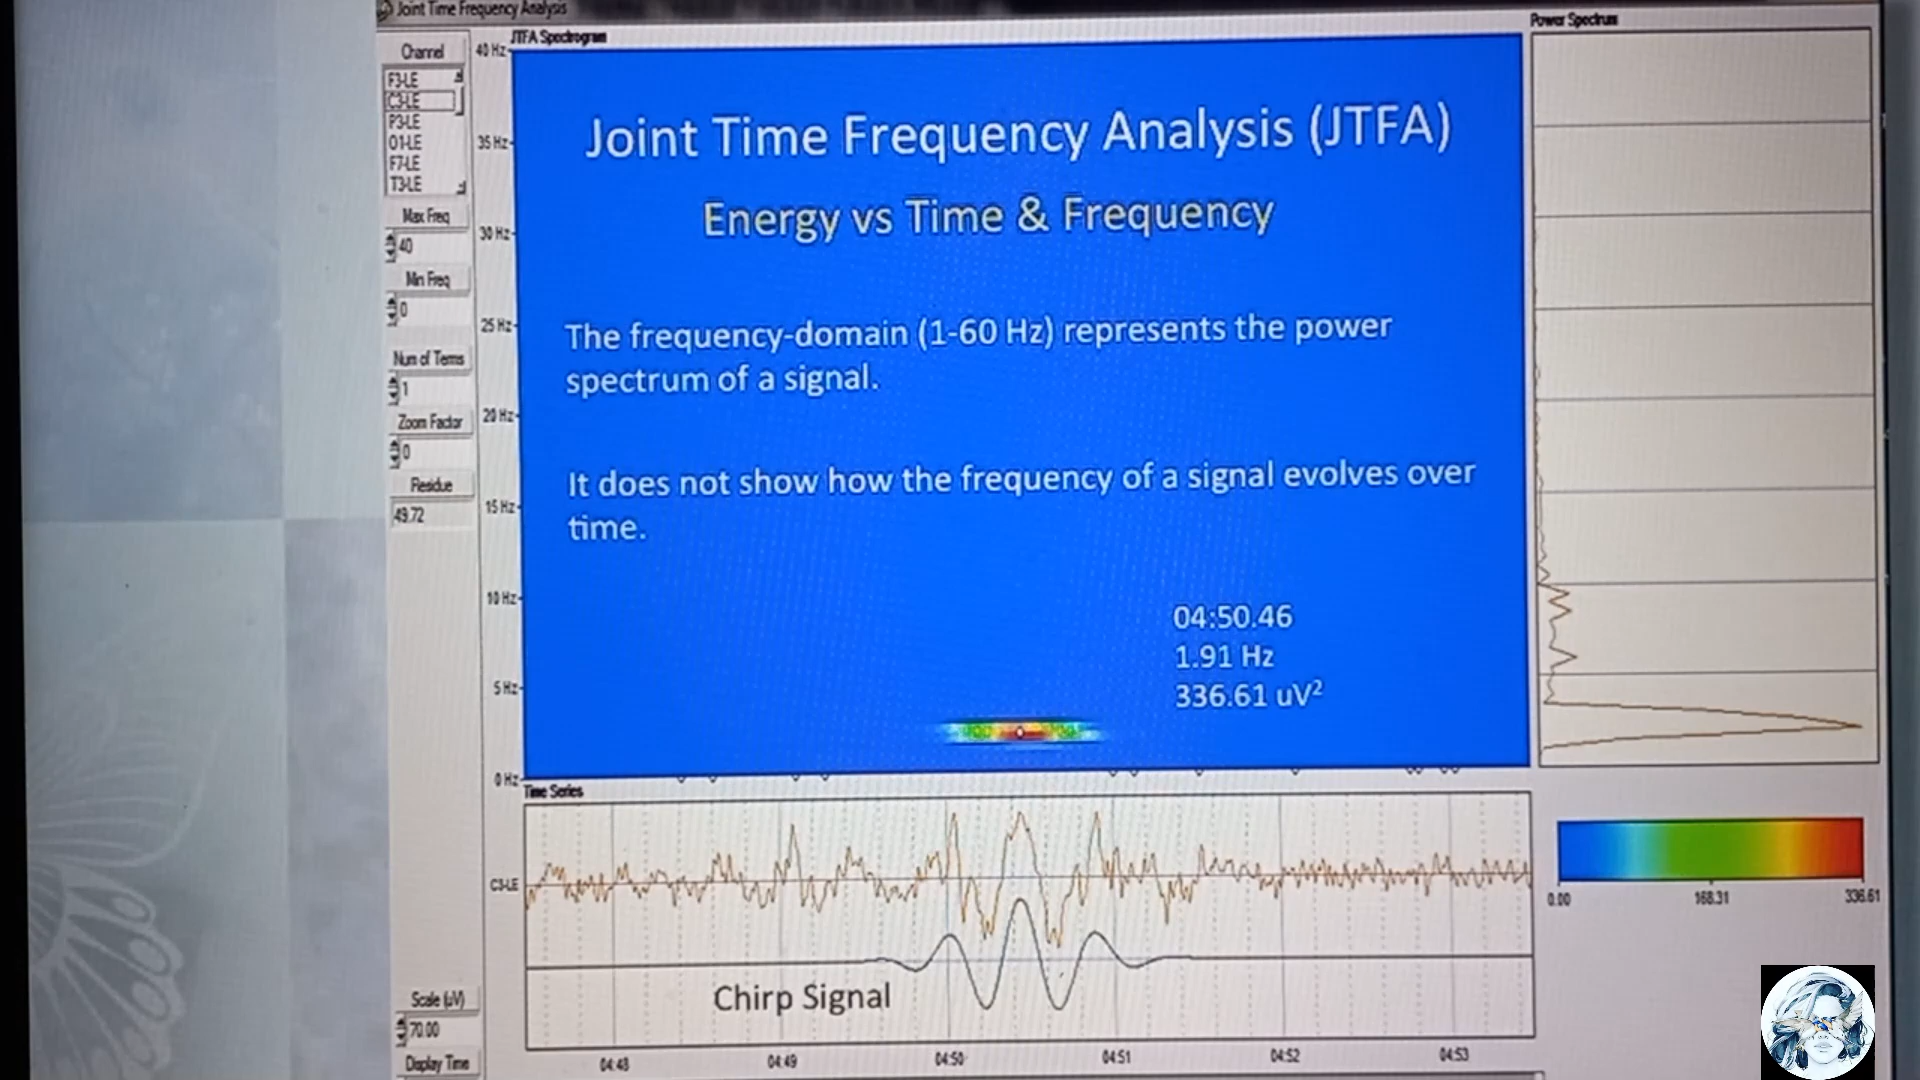 Joint Time Frequency Analysis
Power Spectrum
JTFA Spectrogram
Channel
F3-LE
C3-LE
P3-LE
O1-LE
F7-LE
T3-LE
Max Freq
40
Min Freq
0
Num of Terms
1
Zoom Factor
0
Residue
49.72
40 Hz
35 Hz
30 Hz
25 Hz
20 Hz
15 Hz
10 Hz
5 Hz
0 Hz
Joint Time Frequency Analysis (JTFA)
Energy vs Time & Frequency
The frequency-domain (1-60 Hz) represents the power
spectrum of a signal.
It does not show how the frequency of a signal evolves over
time.
04:50.46
1.91 Hz
336.61 uV²
Time Series
C3-LE
Chirp Signal
0.00 168.31 336.61
Scale (uV)
70.00
Display Time
04:48 04:49 04:50 04:51 04:52 04:53